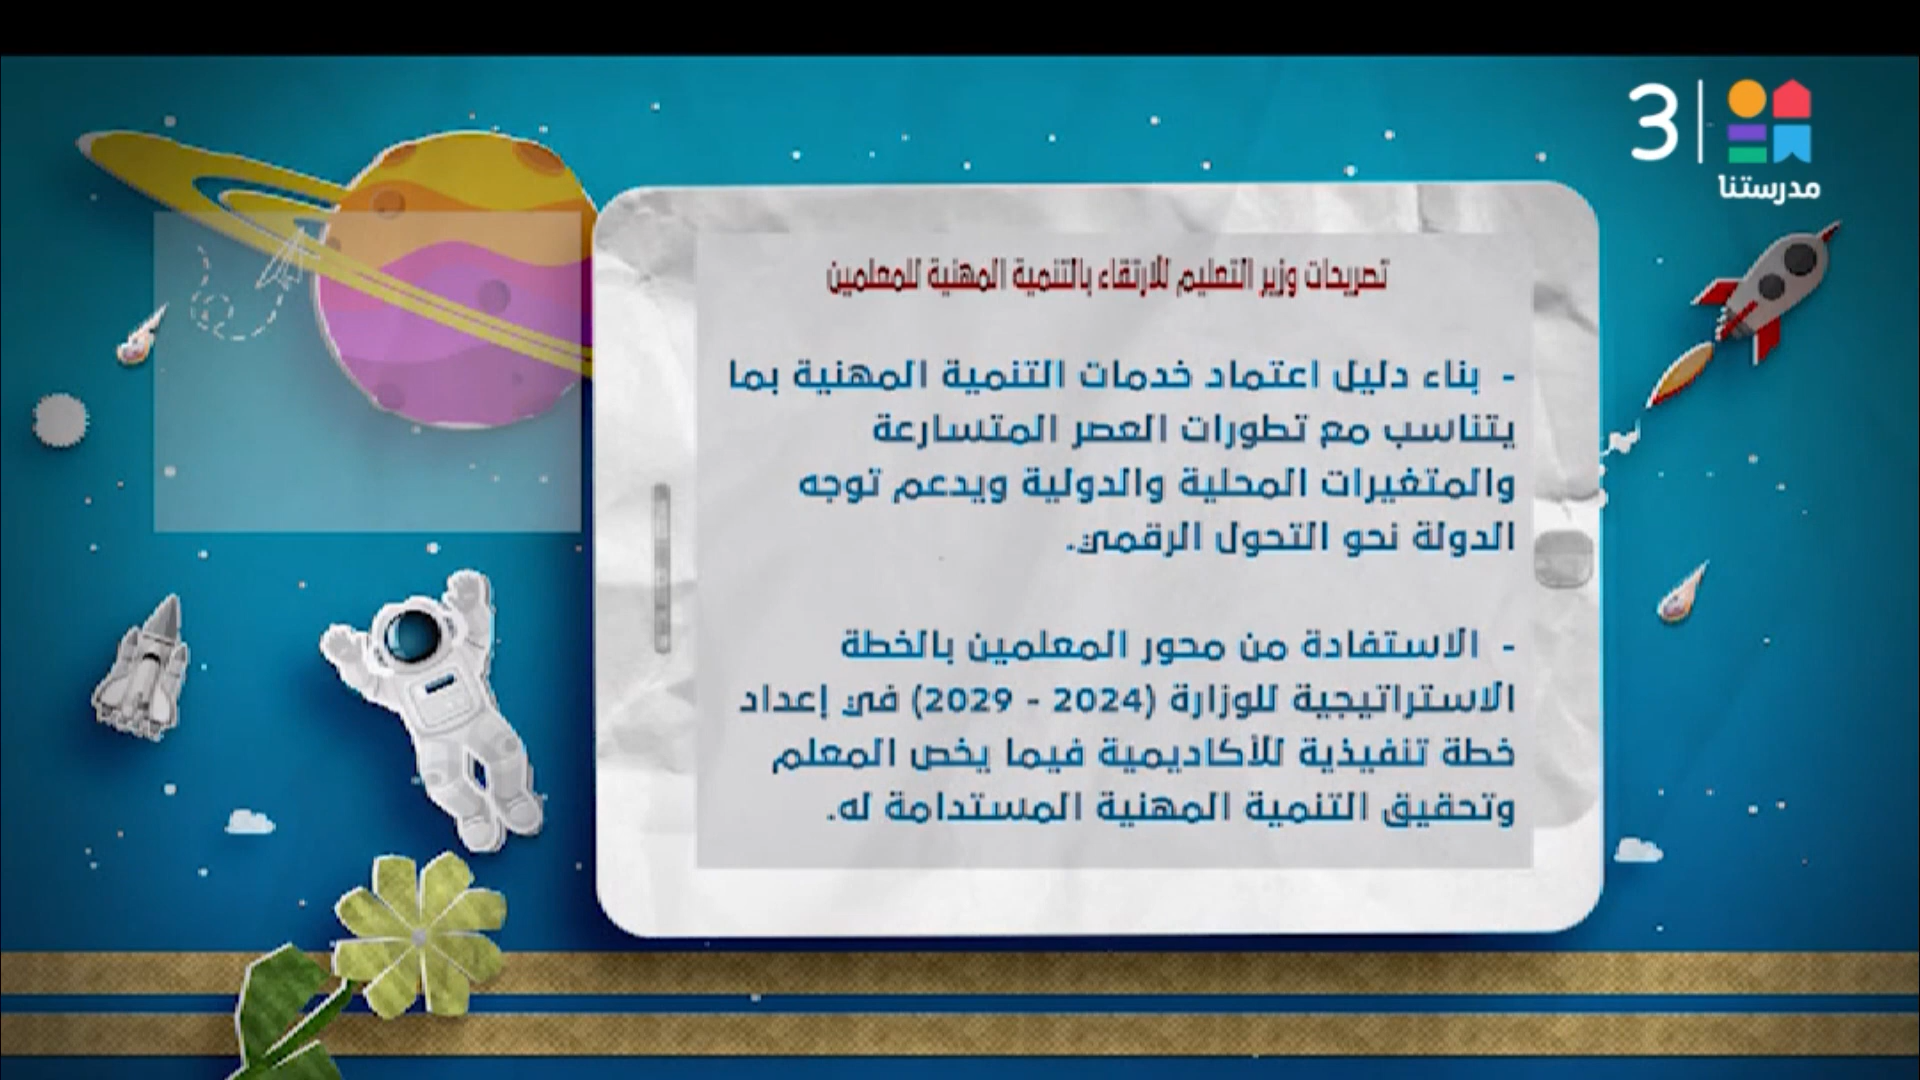 3
مدرستنا
تصريحات وزير التعليم للارتقاء بالتنمية المهنية للمعلمين
- بناء دليل اعتماد خدمات التنمية المهنية بما
يتناسب مع تطورات العصر المتسارعة
والمتغيرات المحلية والدولية ويدعم توجه
الدولة نحو التحول الرقمي.
- الاستفادة من محور المعلمين بالخطة
الاستراتيجية للوزارة (2024 - 2029) في إعداد
خطة تنفيذية للأكاديمية فيما يخص المعلم
وتحقيق التنمية المهنية المستدامة له.